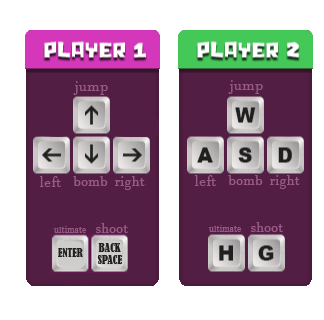 PLAYER 1
jump
↑
← ↓ →
left bomb right
ultimate shoot
ENTER BACK SPACE
PLAYER 2
jump
W
A S D
left bomb right
ultimate shoot
H G